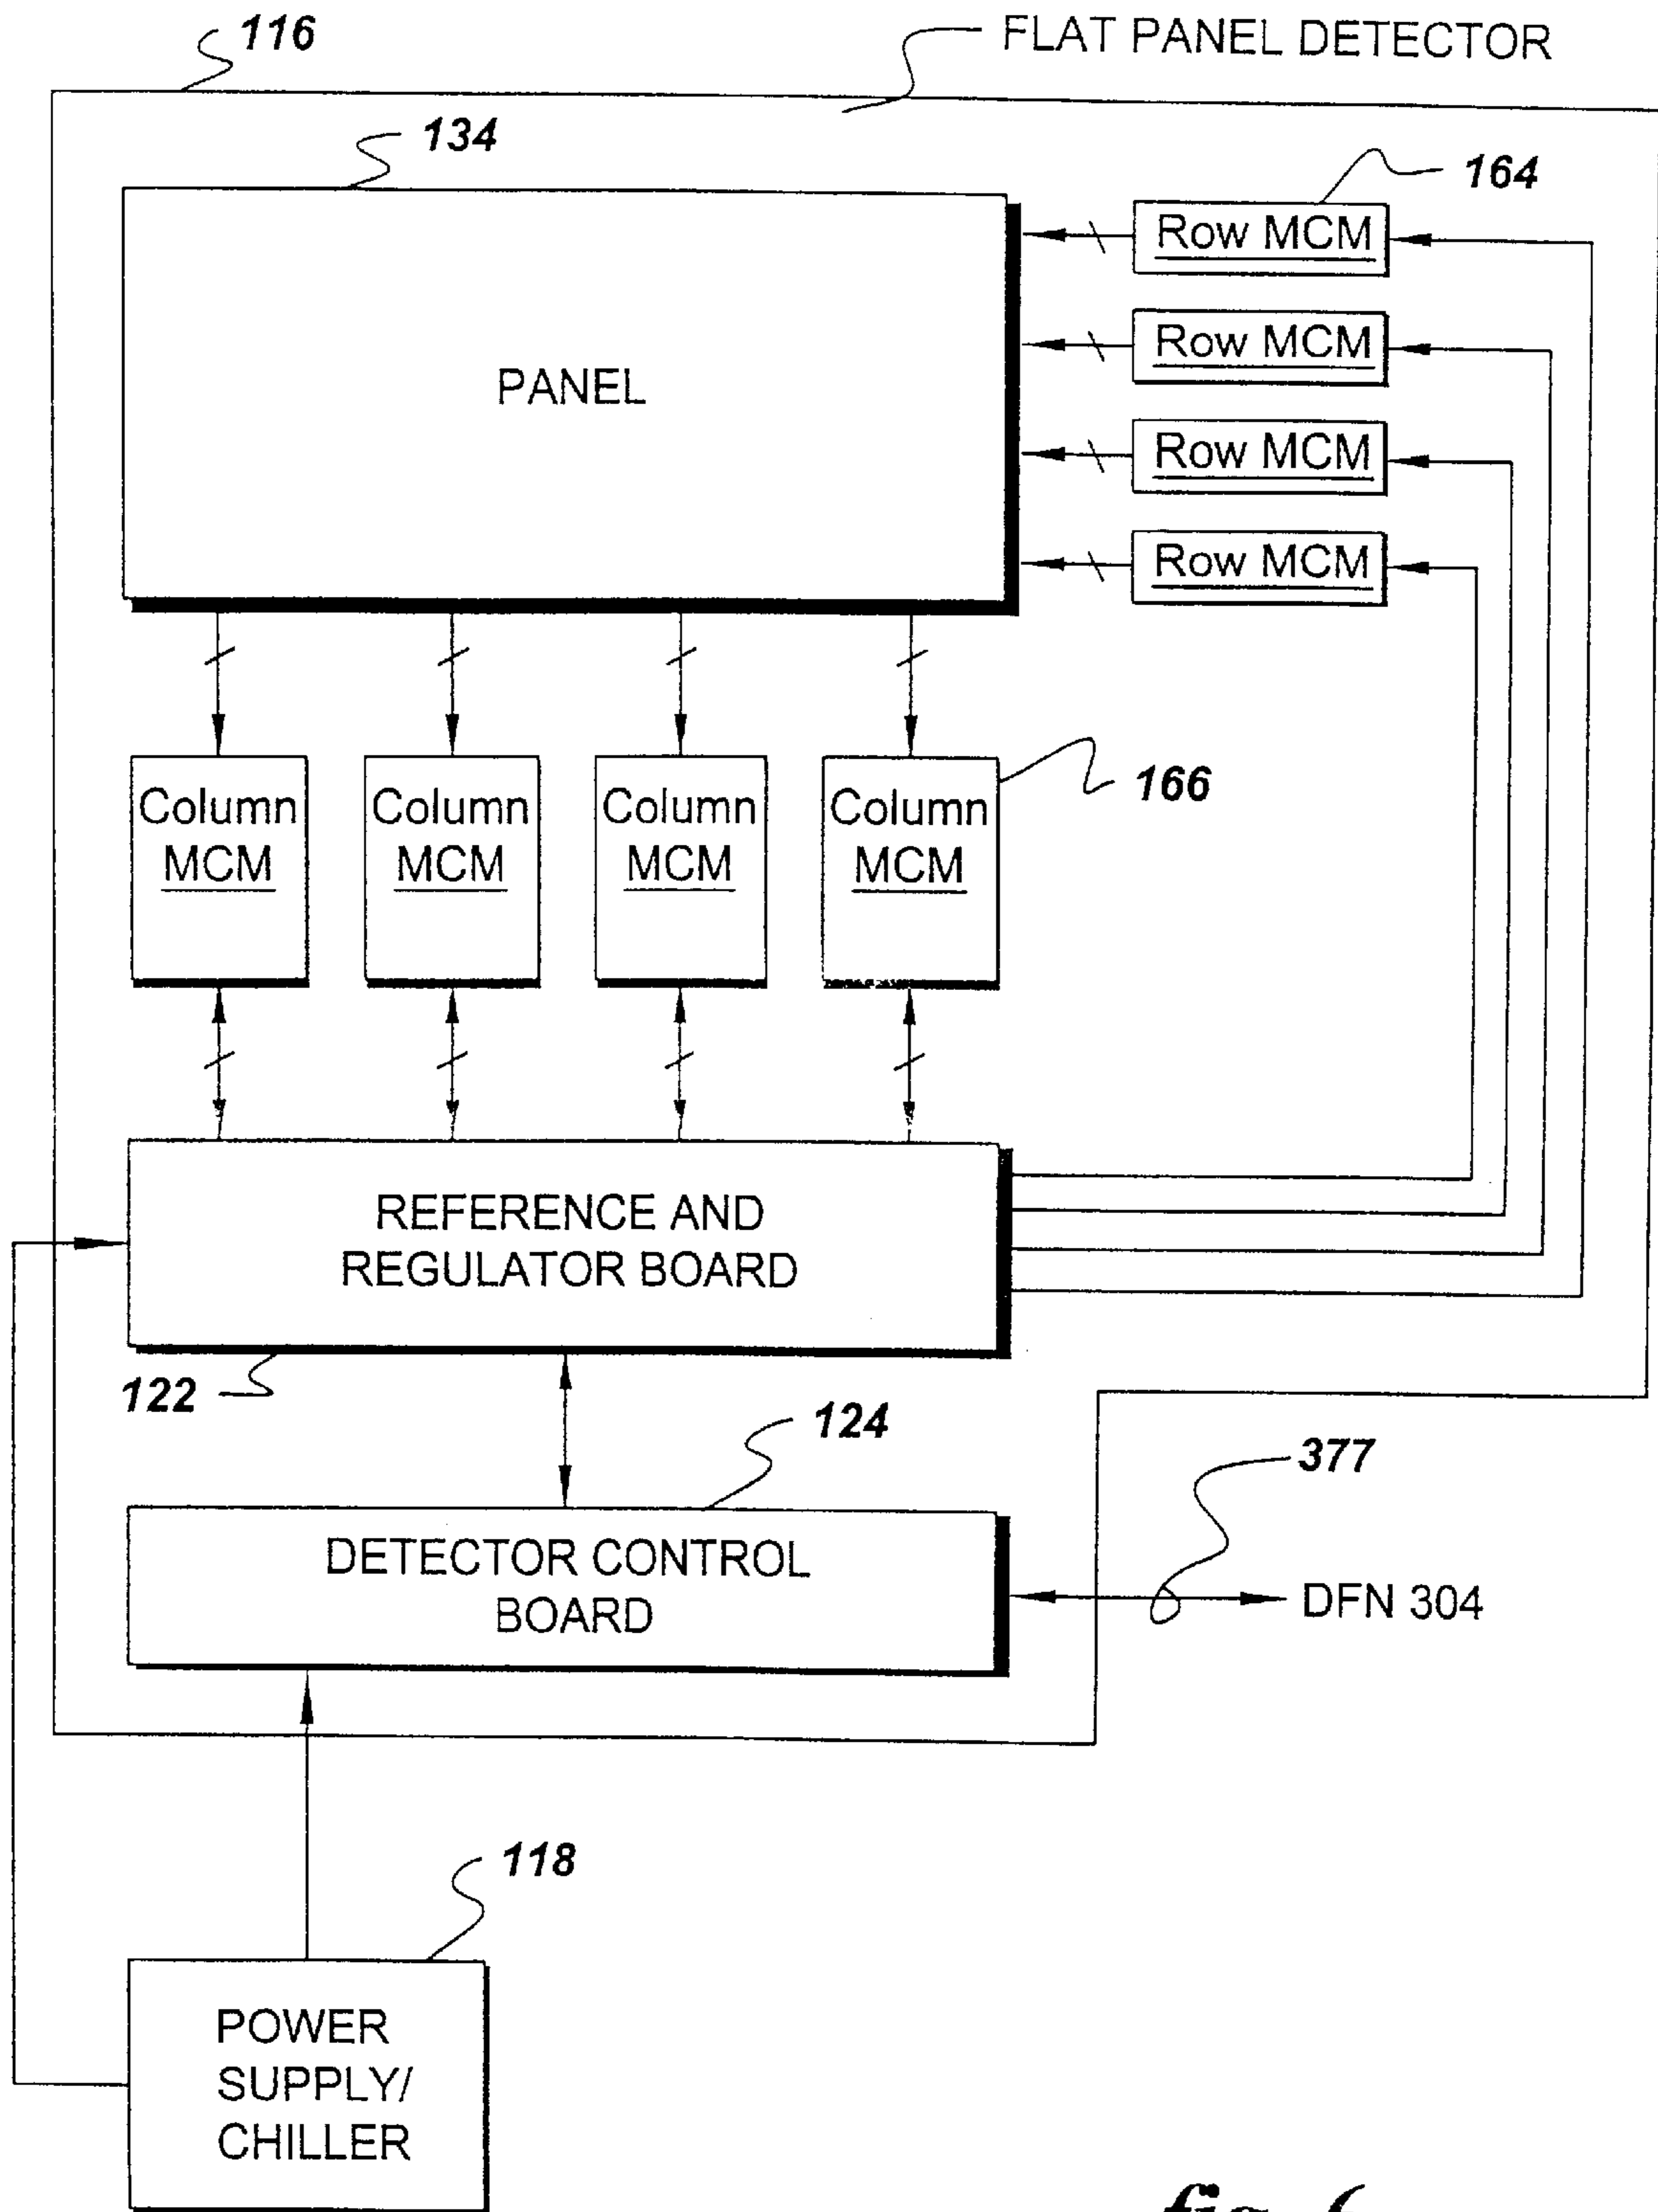 116
FLAT PANEL DETECTOR
134
164
Row MCM
Row MCM
PANEL
Row MCM
Row MCM
166
Column
MCM
Column
MCM
Column
MCM
Column
MCM
REFERENCE AND
REGULATOR BOARD
122
124
377
DETECTOR CONTROL
BOARD
DFN 304
118
POWER
SUPPLY/
CHILLER